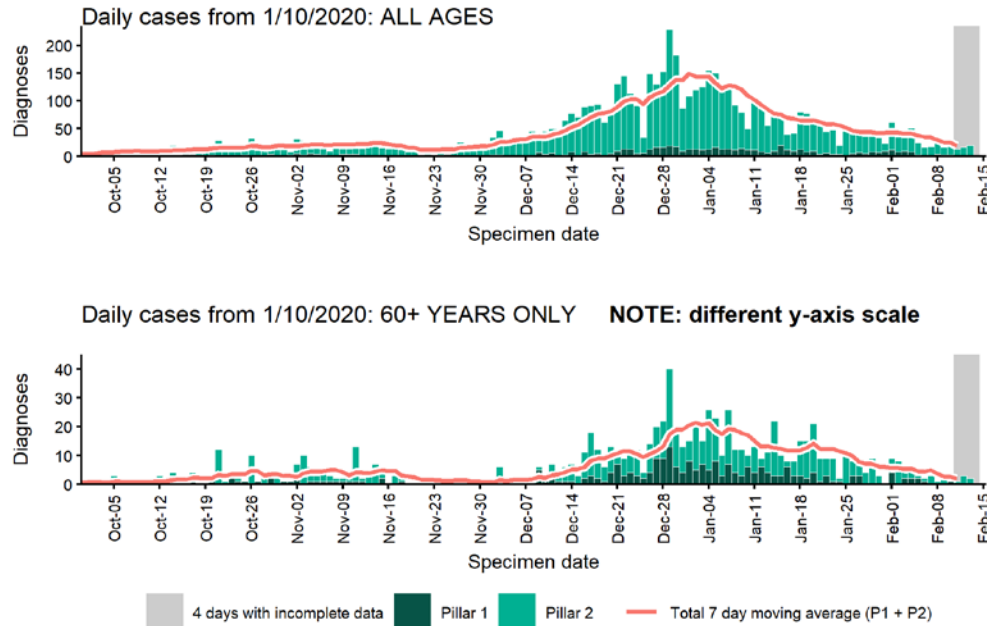 Daily cases from 1/10/2020: ALL AGES
Diagnoses
200
150
100
50
0
Oct-05
Oct-12
Oct-19
Oct-26
Nov-02
Nov-09
Nov-16
Nov-23
Nov-30
Dec-07
Dec-14
Dec-21
Dec-28
Jan-04
Jan-11
Jan-18
Jan-25
Feb-01
Feb-08
Feb-15
Specimen date
Daily cases from 1/10/2020: 60+ YEARS ONLY NOTE: different y-axis scale
Diagnoses
40
30
20
10
0
Oct-05
Oct-12
Oct-19
Oct-26
Nov-02
Nov-09
Nov-16
Nov-23
Nov-30
Dec-07
Dec-14
Dec-21
Dec-28
Jan-04
Jan-11
Jan-18
Jan-25
Feb-01
Feb-08
Feb-15
Specimen date
4 days with incomplete data Pillar 1 Pillar 2 Total 7 day moving average (P1 + P2)